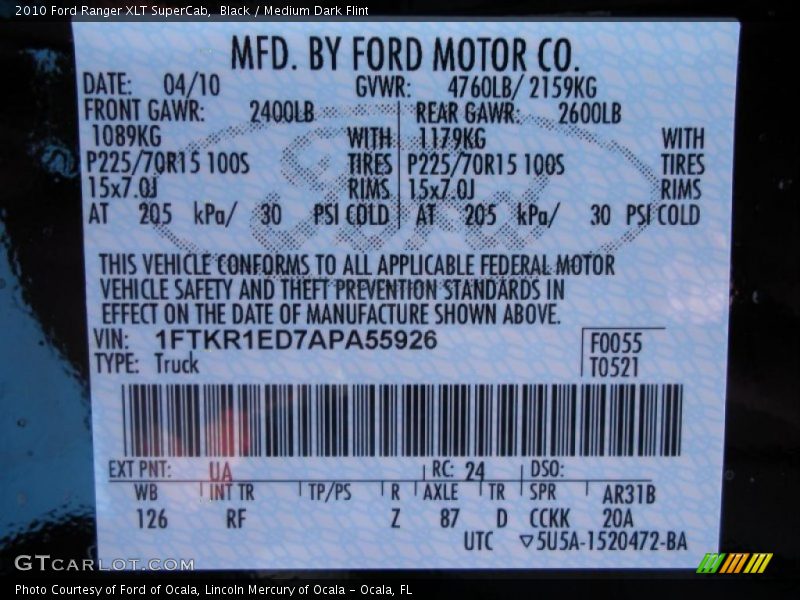 2010 Ford Ranger XLT SuperCab,  Black / Medium Dark Flint
MFD. BY FORD MOTOR CO.
DATE: 04/10 GVWR: 4760LB/ 2159KG
FRONT GAWR: 2400LB REAR GAWR: 2600LB
1089KG WITH 1179KG WITH
P225/70R15 100S TIRES P225/70R15 100S TIRES
15x7.0J RIMS 15x7.0J RIMS
AT 205 kPa/ 30 PSI COLD AT 205 kPa/ 30 PSI COLD
THIS VEHICLE CONFORMS TO ALL APPLICABLE FEDERAL MOTOR
VEHICLE SAFETY AND THEFT PREVENTION STANDARDS IN
EFFECT ON THE DATE OF MANUFACTURE SHOWN ABOVE.
VIN: 1FTKR1ED7APA55926 F0055
TYPE: Truck T0521
EXT PNT: UA RC: 24 DSO:
WB INT TR TP/PS R AXLE TR SPR AR31B
126 RF Z 87 D CCKK 20A
UTC ▽5U5A-1520472-BA
GTCARLOT.COM
Photo Courtesy of Ford of Ocala, Lincoln Mercury of Ocala - Ocala, FL